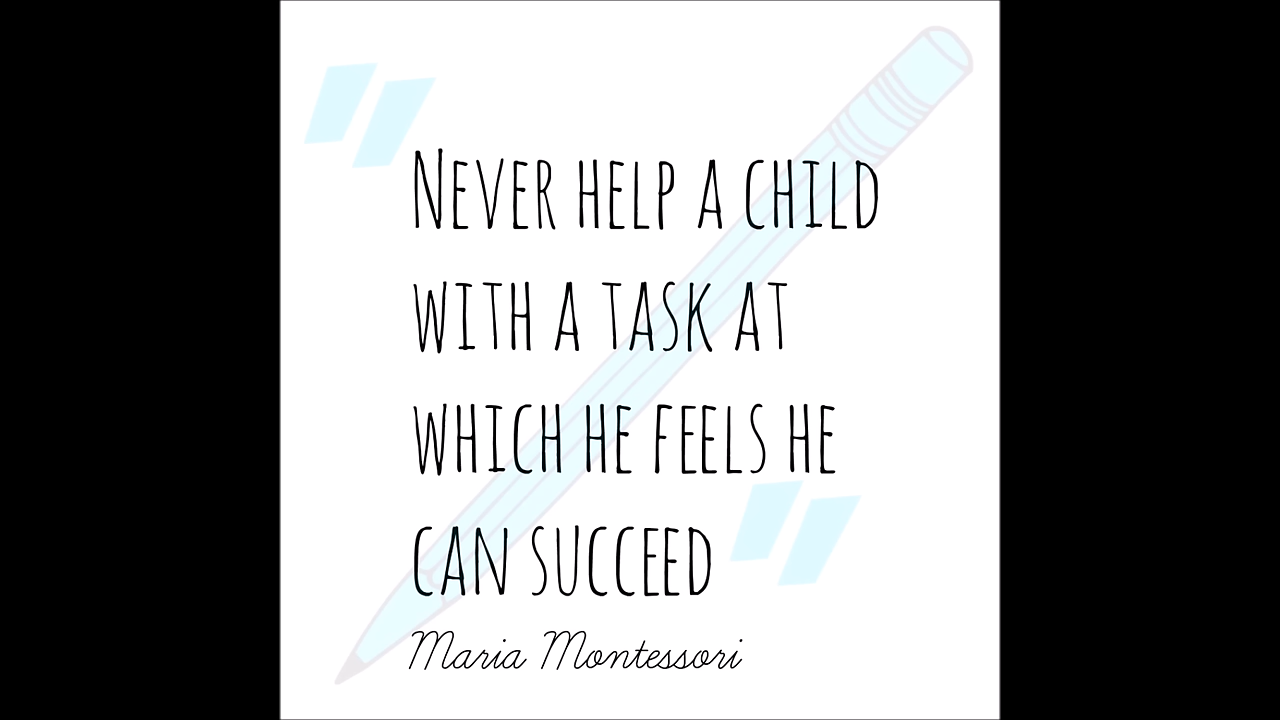 Never help a child
with a task at
which he feels he
can succeed
Maria Montessori